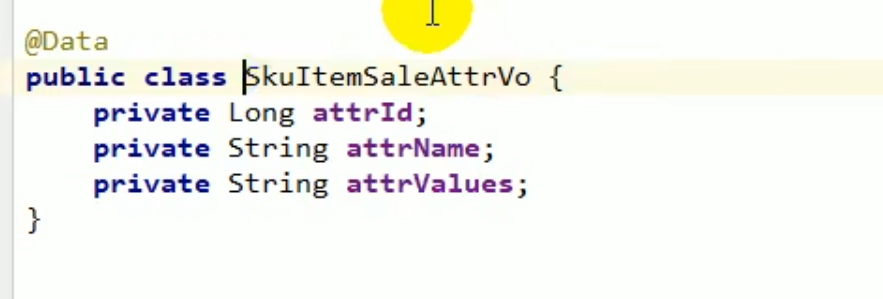 @Data
public class SkuItemSaleAttrVo {
    private Long attrId;
    private String attrName;
    private String attrValues;
}